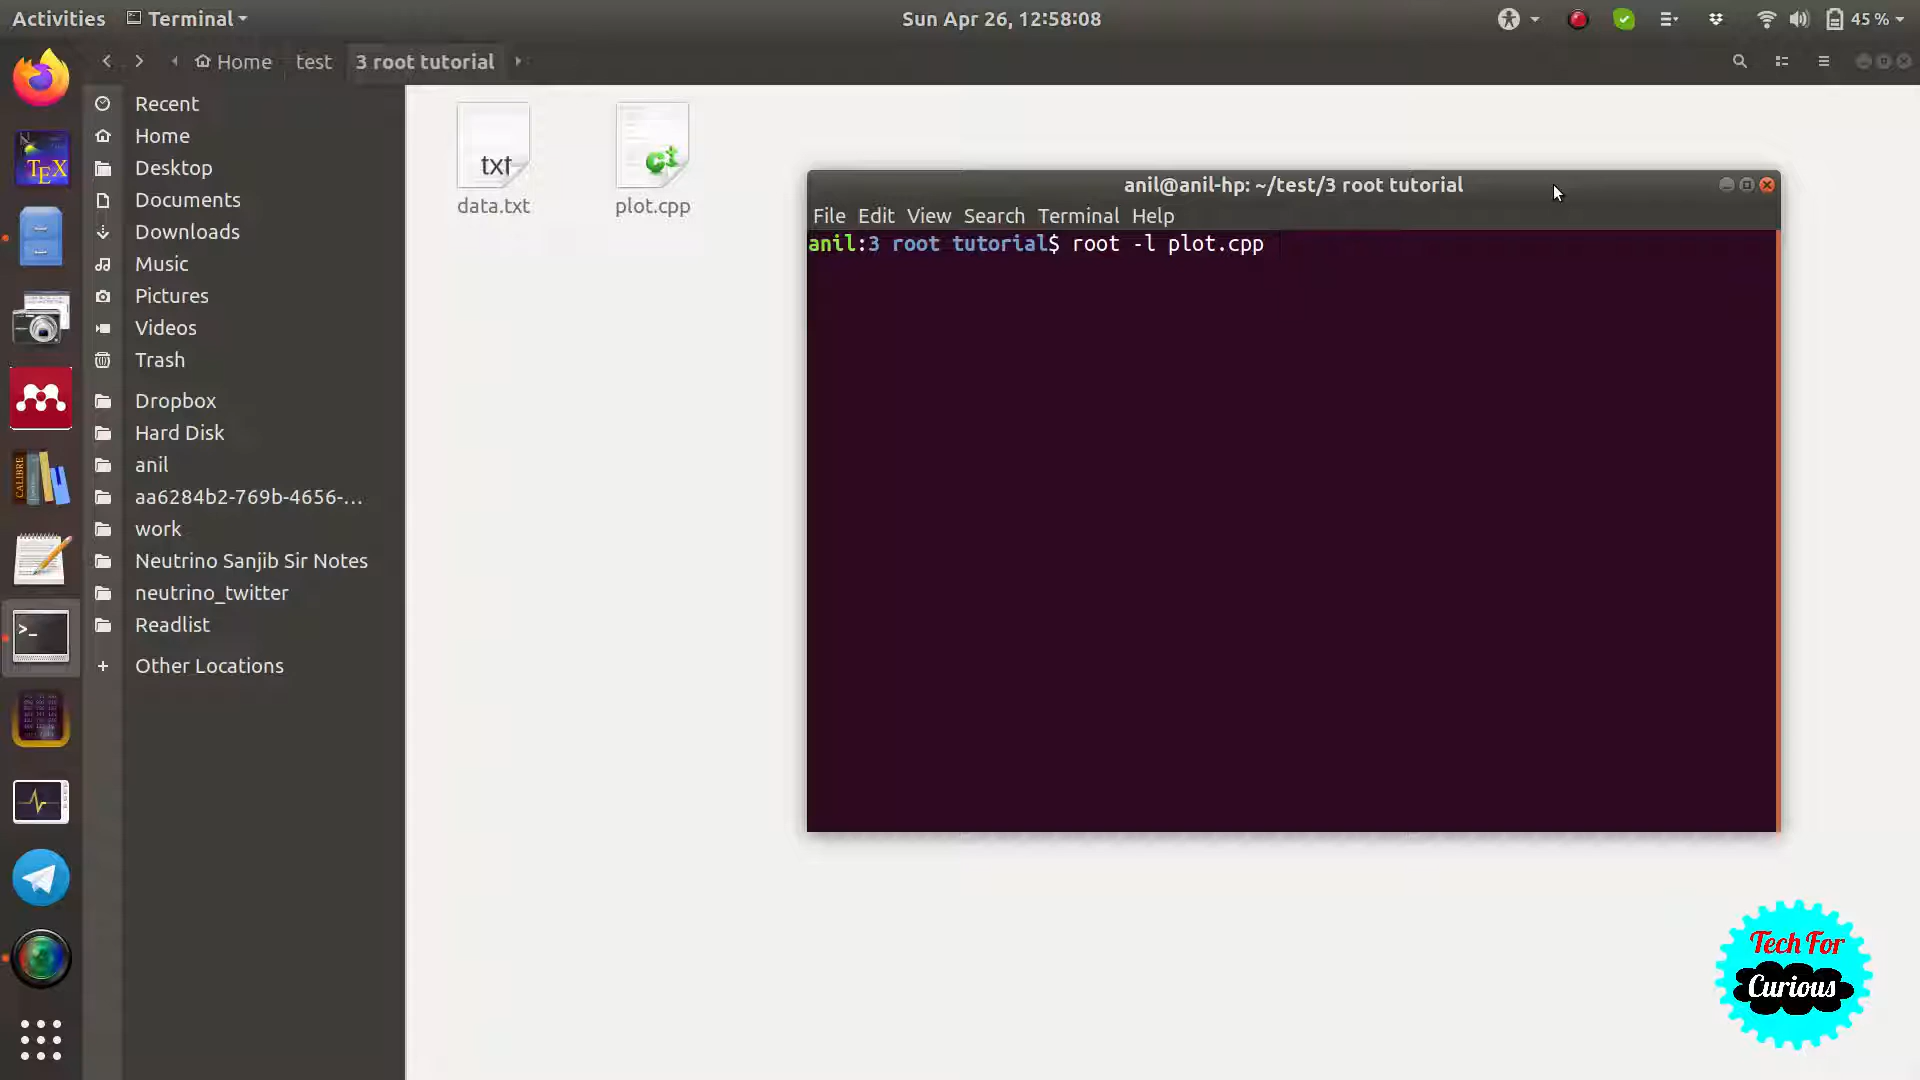 Activities
Terminal
Sun Apr 26, 12:58:08
45 %
Home
test
3 root tutorial
Recent
Home
Desktop
Documents
Downloads
Music
Pictures
Videos
Trash
Dropbox
Hard Disk
anil
aa6284b2-769b-4656-...
work
Neutrino Sanjib Sir Notes
neutrino_twitter
Readlist
Other Locations
txt
data.txt
plot.cpp
anil@anil-hp: ~/test/3 root tutorial
File Edit View Search Terminal Help
anil:3 root tutorial$ root -l plot.cpp
TEX
CALIBRE
>_
Tech For
Curious